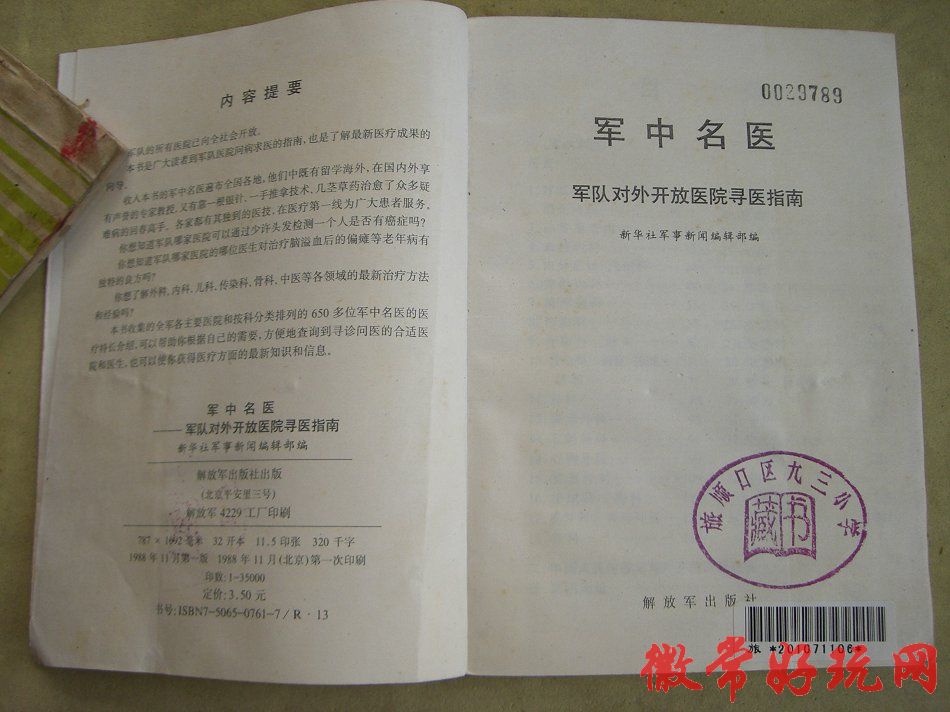 内容提要
军队的所有医院已向全社会开放。
本书是广大读者到军队医院问病求医的指南，也是了解最新医疗成果的
向导。
收入本书的军中名医遍布全国各地，他们中既有留学海外，在国内外享
有声誉的专家教授，又有靠一根银针、一手推拿技术、几茎草药治愈了众多疑
难病的回春高手。各家都有其独到的医技，在医疗第一线为广大患者服务。
你想知道军队哪家医院可以通过少许头发检测一个人是否有癌症吗？
你想知道军队哪家医院的哪位医生对治疗脑溢血后的偏瘫等老年病有
独特的良方吗？
你想了解外科，内科，儿科，传染科，骨科，中医等各领域的最新治疗方法
和经验吗？
本书收集的全军各主要医院和按科分类排列的650多位军中名医的医
疗特长介绍，可以帮助你根据自己的需要，方便地查询到寻诊问医的合适医
院和医生，也可以使你获得医疗方面的最新知识和信息。
军中名医
——军队对外开放医院寻医指南
新华社军事新闻编辑部编
解放军出版社出版
（北京平安里三号）
解放军4229工厂印刷
787×1092毫米 32开本 11.5印张 320千字
1988年11月第一版 1988年11月(北京)第一次印刷
印数：1-35000
定价：3.50元
书号：ISBN7-5065-0761-7/R·13
0029789
军中名医
军队对外开放医院寻医指南
新华社军事新闻编辑部编
旅顺口区九三小学
藏书
解放军出版社
旅 *201071106*
徽常好玩网